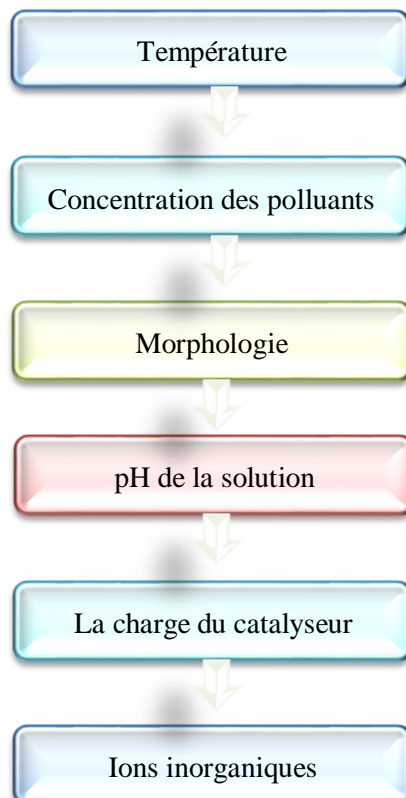 Température
Concentration des polluants
Morphologie
pH de la solution
La charge du catalyseur
Ions inorganiques